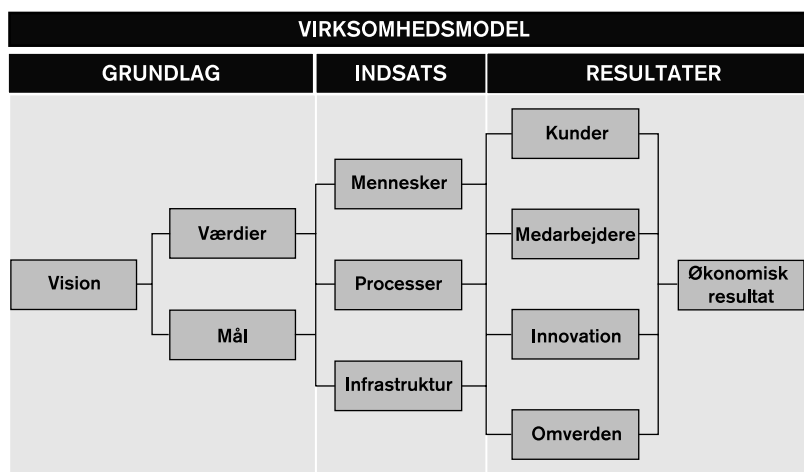 VIRKSOMHEDSMODEL
GRUNDLAG
INDSATS
RESULTATER
Vision
Værdier
Mål
Mennesker
Processer
Infrastruktur
Kunder
Medarbejdere
Innovation
Omverden
Økonomisk
resultat